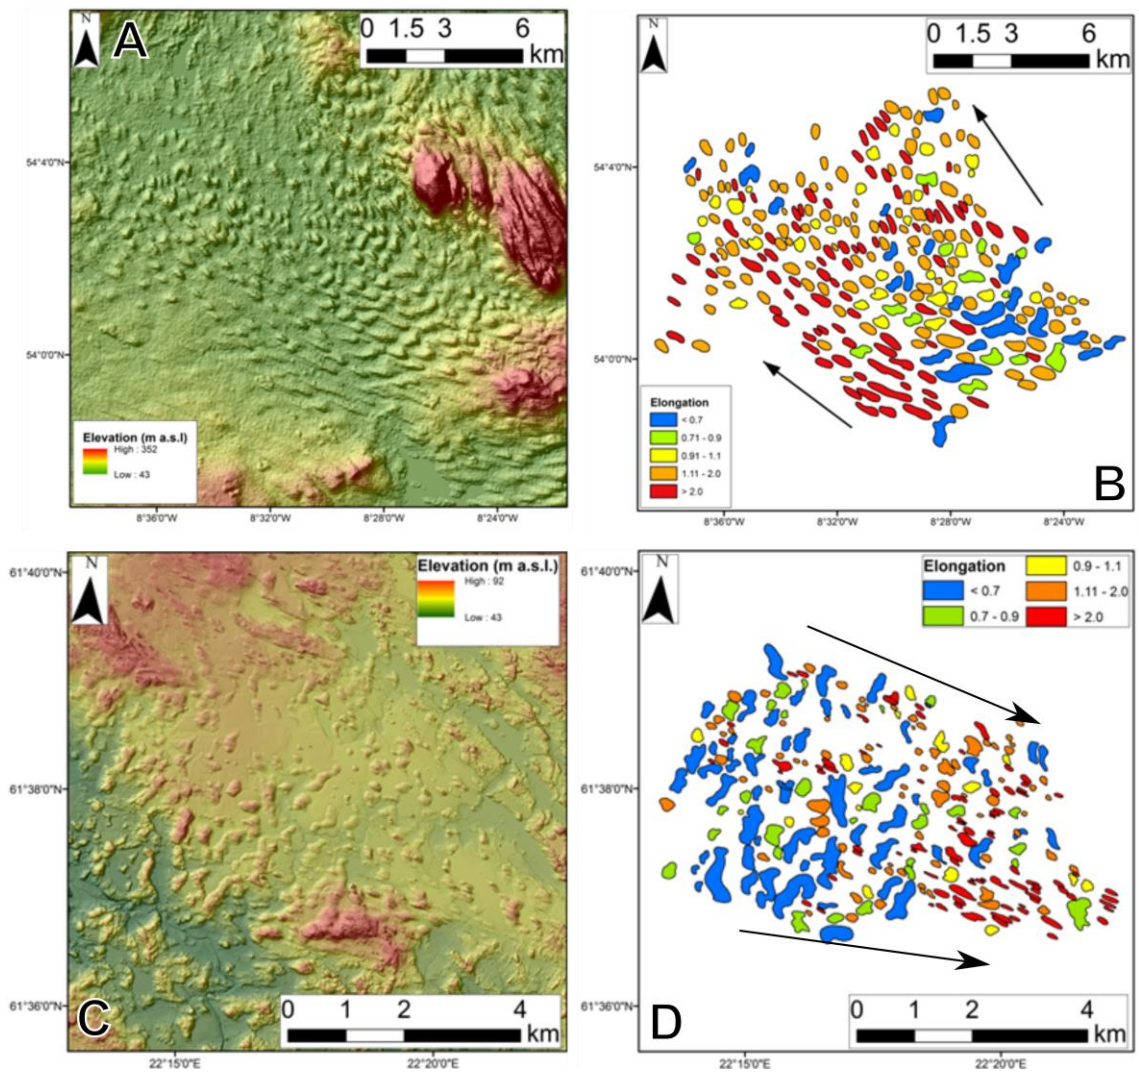 N
A
0 1.5 3 6
km
54°4'0"N
54°0'0"N
Elevation (m a.s.l)
High : 352
Low : 43
8°36'0"W 8°32'0"W 8°28'0"W 8°24'0"W
N
0 1.5 3 6
km
54°4'0"N
54°0'0"N
Elongation
< 0.7
0.71 - 0.9
0.91 - 1.1
1.11 - 2.0
> 2.0
B
8°36'0"W 8°32'0"W 8°28'0"W 8°24'0"W
61°40'0"N
N
Elevation (m a.s.l.)
High : 92
Low : 43
61°38'0"N
61°36'0"N
C
0 1 2 4
km
22°15'0"E 22°20'0"E
61°40'0"N
N
Elongation
< 0.7
0.7 - 0.9
0.9 - 1.1
1.11 - 2.0
> 2.0
61°38'0"N
61°36'0"N
D
0 1 2 4
km
22°15'0"E 22°20'0"E